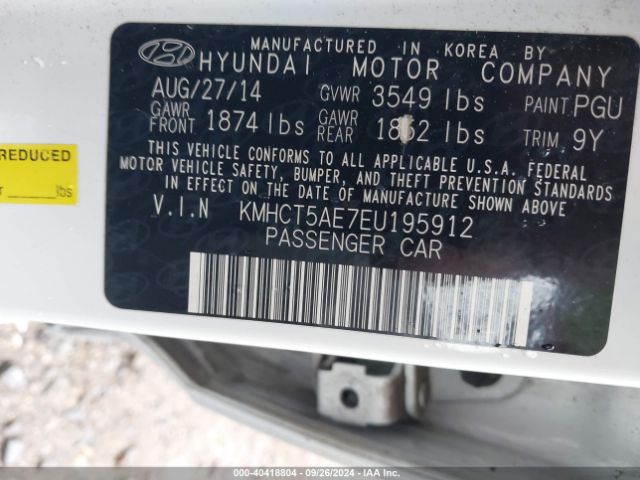 MANUFACTURED IN KOREA BY
HYUNDAI MOTOR COMPANY
AUG/27/14 GVWR 3549 lbs PAINT PGU
GAWR FRONT 1874 lbs GAWR REAR lbs TRIM 9Y
THIS VEHICLE CONFORMS TO ALL APPLICABLE U.S.A. FEDERAL
MOTOR VEHICLE SAFETY, BUMPER, AND THEFT PREVENTION STANDARDS
IN EFFECT ON THE DATE OF MANUFACTURE SHOWN ABOVE.
V.I.N KMHCT5AE7EU195912
PASSENGER CAR
REDUCED
lbs
000-40418804 | 09/26/2024 | IAA Inc.